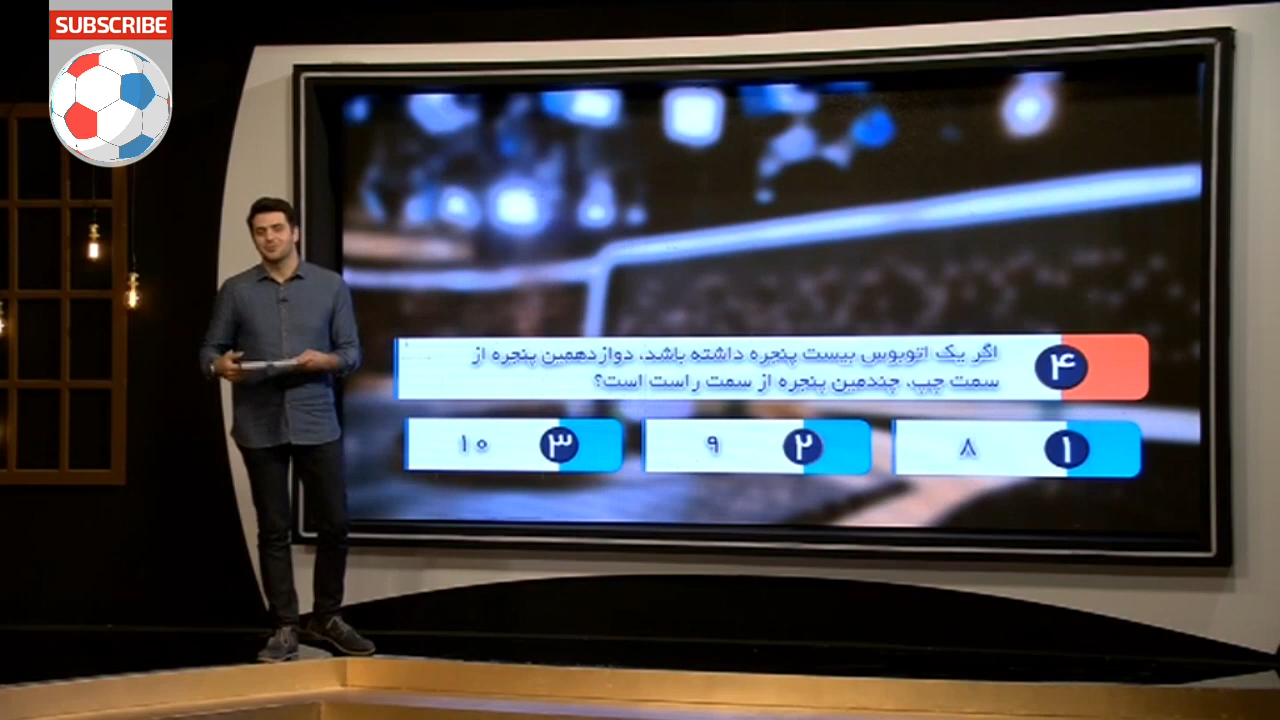 SUBSCRIBE
۴
اگر یک اتوبوس بیست پنجره داشته باشد، دوازدهمین پنجره از
سمت چپ، چندمین پنجره از سمت راست است؟
۱ ۸
۲ ۹
۳ ۱۰